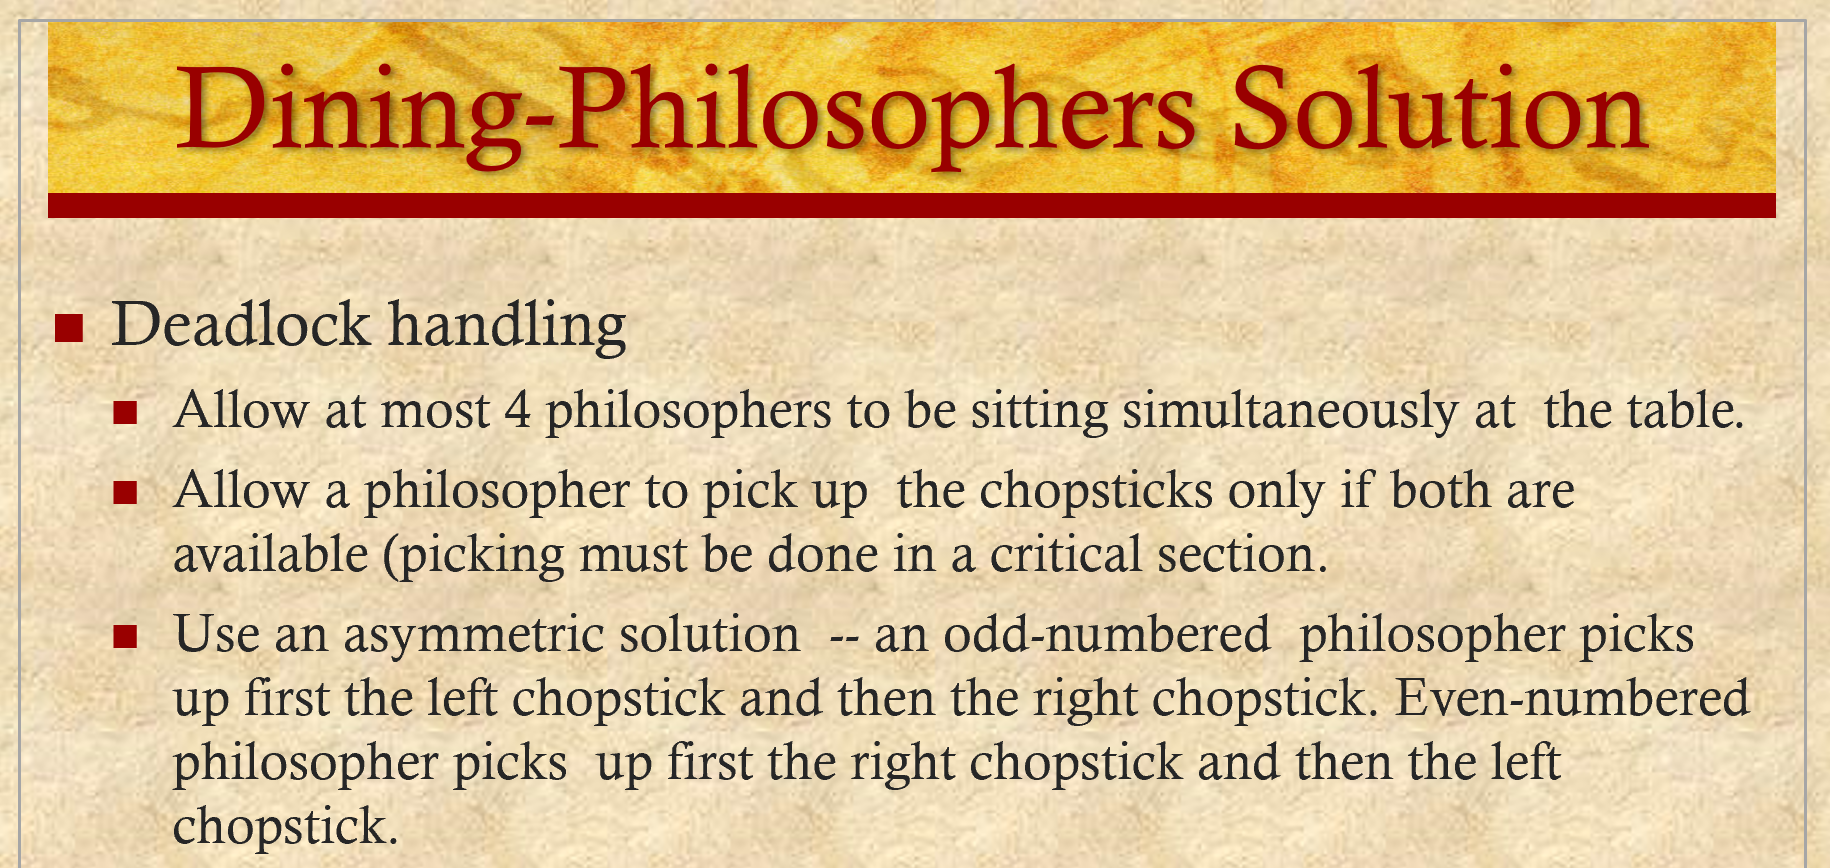 Dining-Philosophers Solution
Deadlock handling
Allow at most 4 philosophers to be sitting simultaneously at the table.
Allow a philosopher to pick up the chopsticks only if both are
available (picking must be done in a critical section.
Use an asymmetric solution -- an odd-numbered philosopher picks
up first the left chopstick and then the right chopstick. Even-numbered
philosopher picks up first the right chopstick and then the left
chopstick.